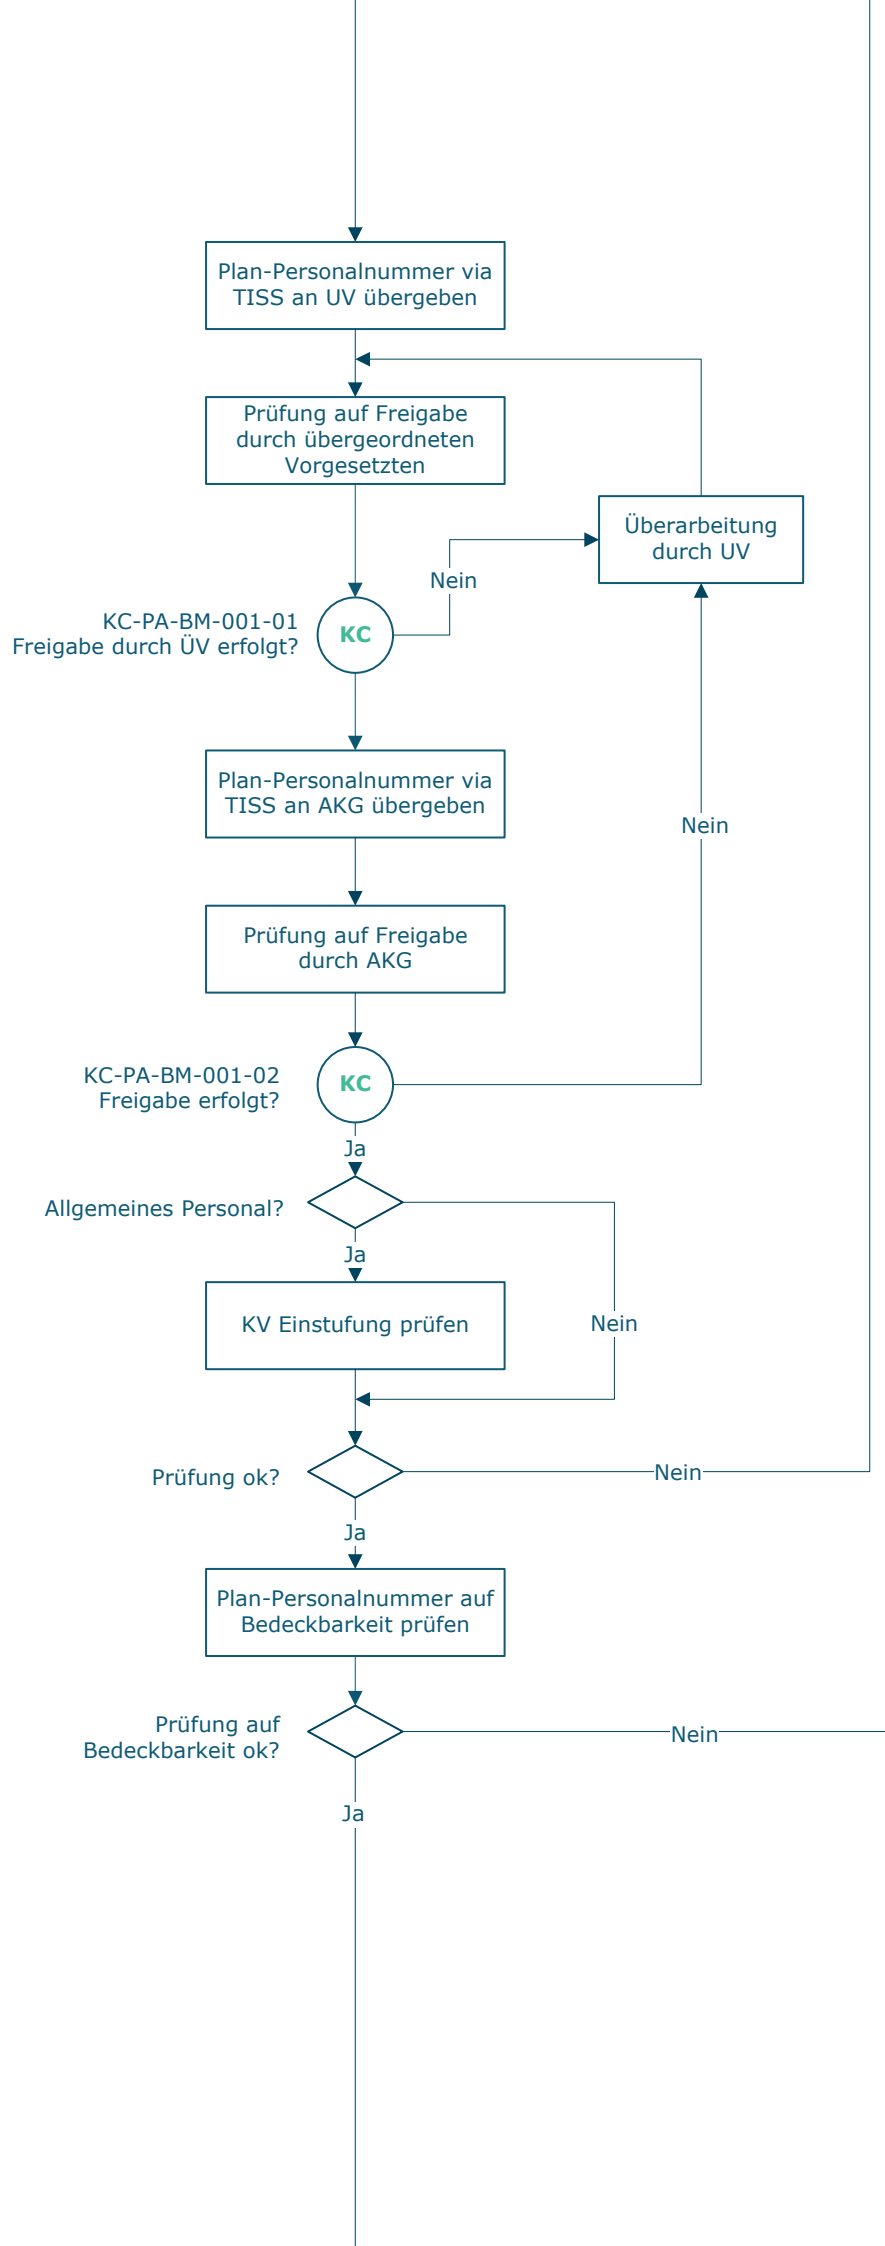 Plan-Personalnummer via
TISS an UV übergeben
Prüfung auf Freigabe
durch übergeordneten
Vorgesetzten
Überarbeitung
durch UV
Nein
KC-PA-BM-001-01
Freigabe durch ÜV erfolgt?
KC
Plan-Personalnummer via
TISS an AKG übergeben
Nein
Prüfung auf Freigabe
durch AKG
KC-PA-BM-001-02
Freigabe erfolgt?
KC
Ja
Allgemeines Personal?
Ja
KV Einstufung prüfen
Nein
Prüfung ok?
Nein
Ja
Plan-Personalnummer auf
Bedeckbarkeit prüfen
Prüfung auf
Bedeckbarkeit ok?
Nein
Ja